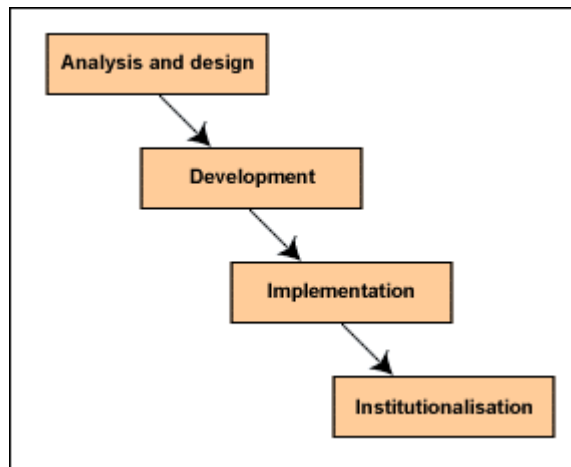 Analysis and design
Development
Implementation
Institutionalisation